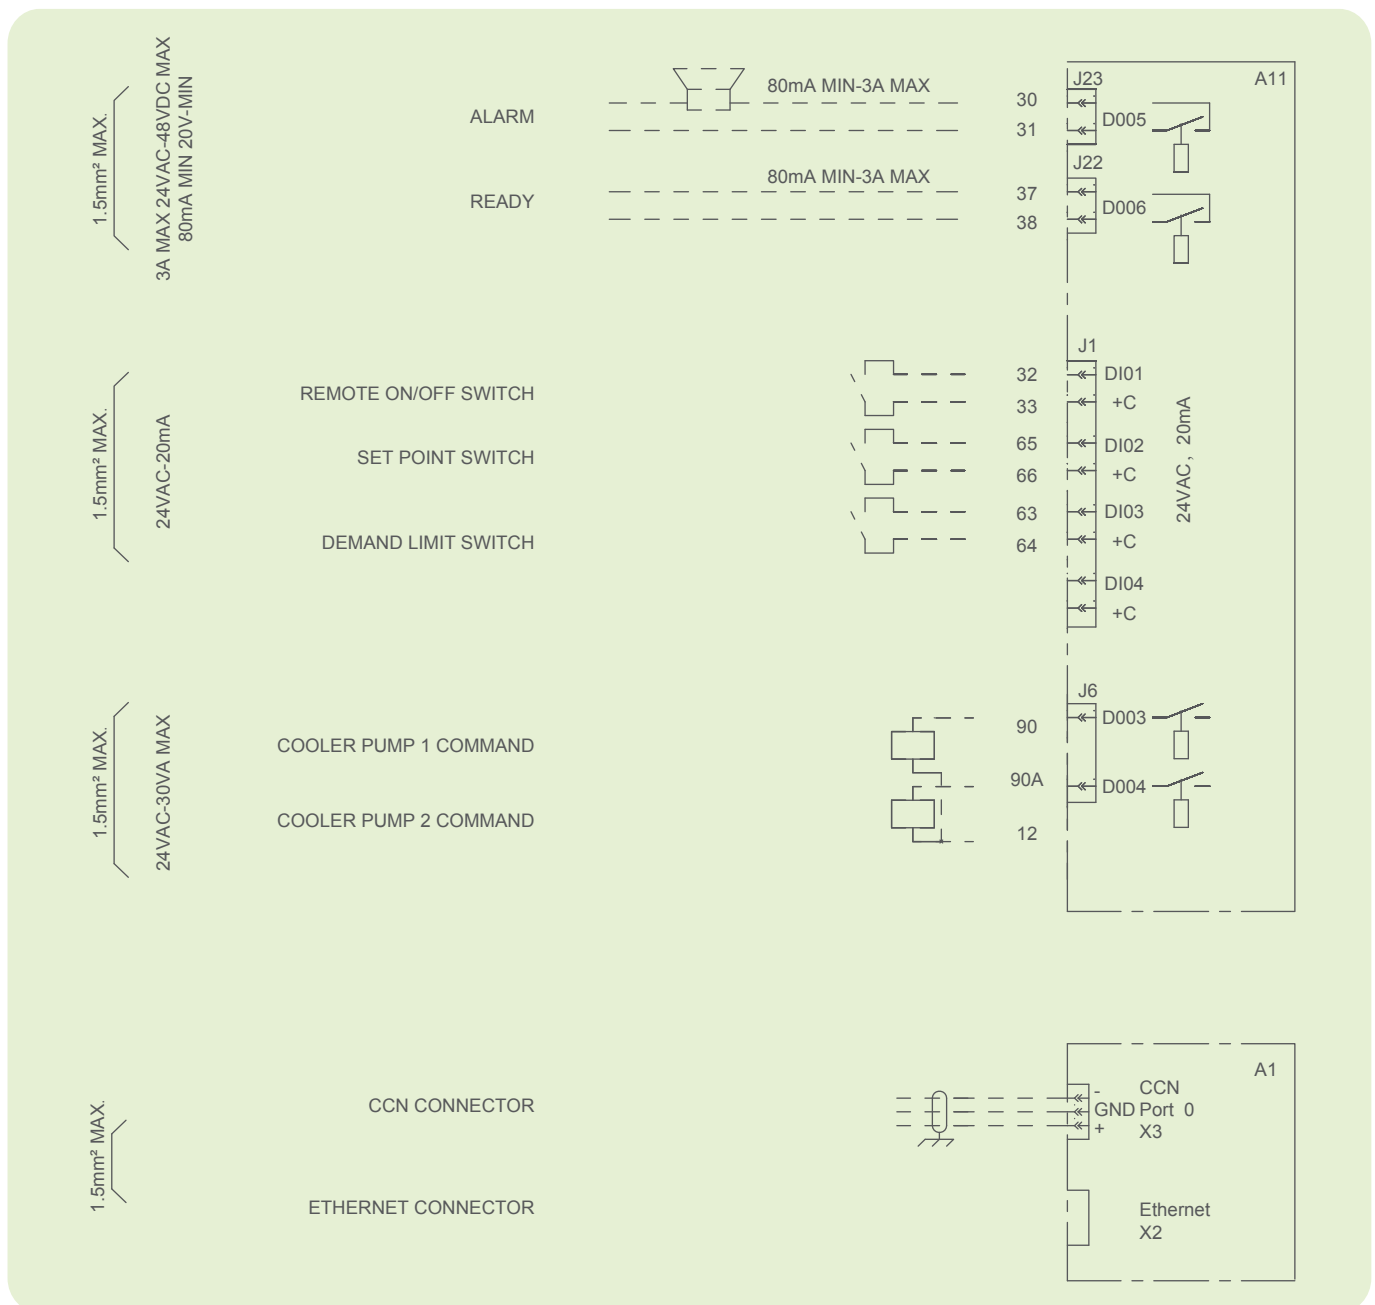 1.5mm² MAX.
3A MAX 24VAC-48VDC MAX
80mA MIN 20V-MIN
ALARM
80mA MIN-3A MAX
30
31
J23
D005
A11
READY
80mA MIN-3A MAX
37
38
J22
D006
1.5mm² MAX.
24VAC-20mA
REMOTE ON/OFF SWITCH
32
33
J1
DI01
+C
SET POINT SWITCH
65
66
DI02
+C
DEMAND LIMIT SWITCH
63
64
DI03
+C
DI04
+C
24VAC, 20mA
1.5mm² MAX.
24VAC-30VA MAX
COOLER PUMP 1 COMMAND
90
J6
D003
COOLER PUMP 2 COMMAND
90A
D004
12
1.5mm² MAX.
CCN CONNECTOR
-
GND
+
CCN
Port 0
X3
A1
ETHERNET CONNECTOR
Ethernet
X2